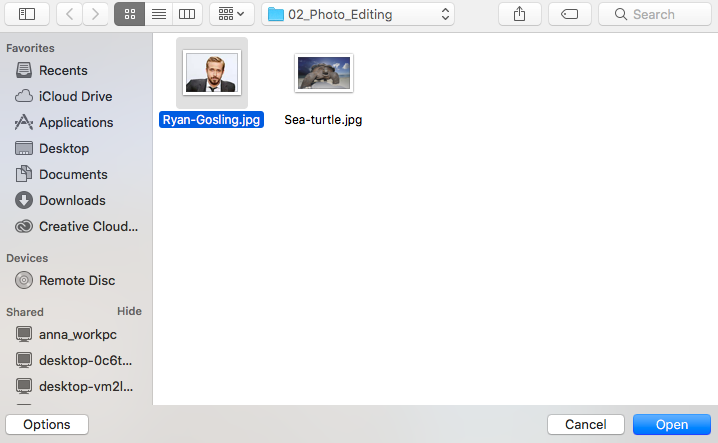 02_Photo_Editing
Search
Favorites
Recents
iCloud Drive
Applications
Desktop
Documents
Downloads
Creative Cloud...
Devices
Remote Disc
Shared
Hide
anna_workpc
desktop-0c6t...
desktop-vm2l...
Ryan-Gosling.jpg
Sea-turtle.jpg
Options
Cancel
Open